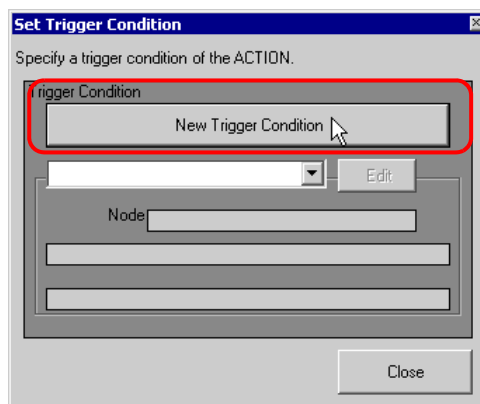 Set Trigger Condition
Specify a trigger condition of the ACTION.
Trigger Condition
New Trigger Condition
Edit
Node
Close